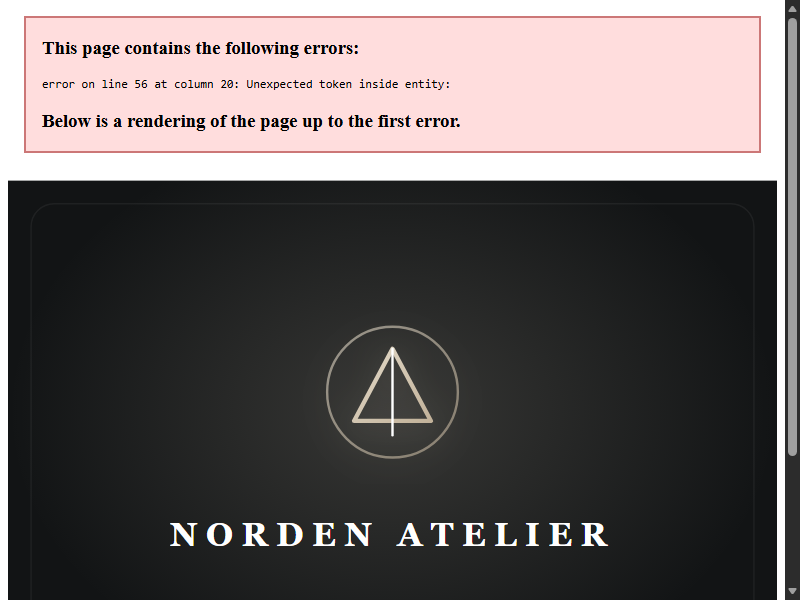 This page contains the following errors:
error on line 56 at column 20: Unexpected token inside entity:
Below is a rendering of the page up to the first error.
NORDEN ATELIER